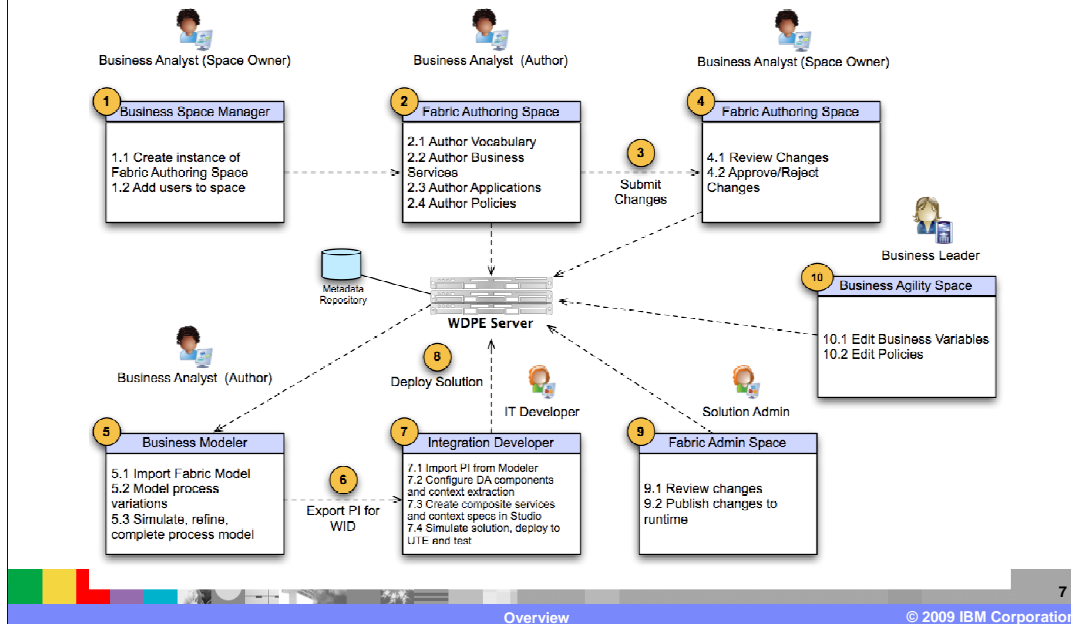 Business Analyst (Space Owner)
Business Analyst (Author)
Business Analyst (Space Owner)
1
Business Space Manager
1.1 Create instance of
Fabric Authoring Space
1.2 Add users to space
2
Fabric Authoring Space
2.1 Author Vocabulary
2.2 Author Business
Services
2.3 Author Applications
2.4 Author Policies
3
Submit
Changes
4
Fabric Authoring Space
4.1 Review Changes
4.2 Approve/Reject
Changes
Business Leader
10
Business Agility Space
10.1 Edit Business Variables
10.2 Edit Policies
Metadata
Repository
WDPE Server
Business Analyst (Author)
8
Deploy Solution
IT Developer
Solution Admin
5
Business Modeler
5.1 Import Fabric Model
5.2 Model process
variations
5.3 Simulate, refine,
complete process model
6
Export PI for
WID
7
Integration Developer
7.1 Import PI from Modeler
7.2 Configure DA components
and context extraction
7.3 Create composite services
and context specs in Studio
7.4 Simulate solution, deploy to
UTE and test
9
Fabric Admin Space
9.1 Review changes
9.2 Publish changes to
runtime
7
Overview
© 2009 IBM Corporation